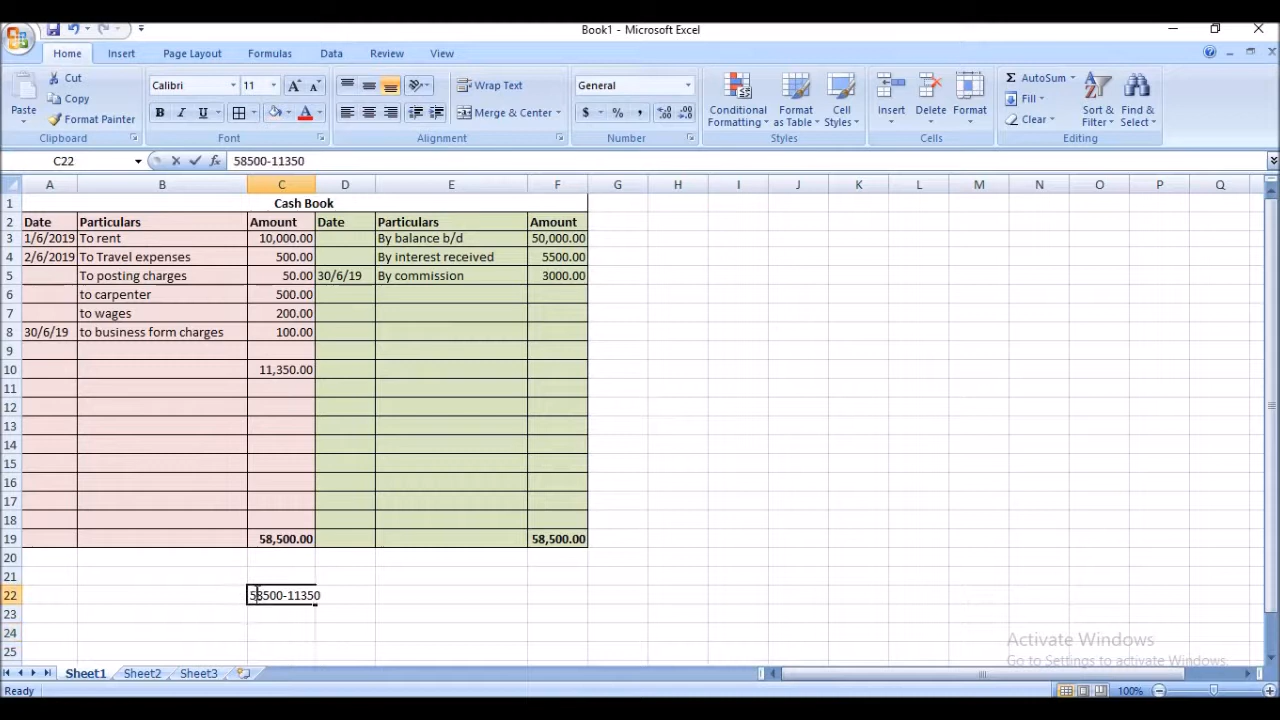 Book1 - Microsoft Excel
Home Insert Page Layout Formulas Data Review View
Paste
Cut
Copy
Format Painter
Clipboard
Calibri 11
B I U
Font
Wrap Text
Merge & Center
Alignment
General
$ % ,
Number
Conditional Formatting
Format as Table
Cell Styles
Styles
Insert Delete Format
Cells
AutoSum
Fill
Clear
Sort & Filter
Find & Select
Editing
C22 fx 58500-11350
A B C D E F G H I J K L M N O P Q
1 Cash Book
2 Date Particulars Amount Date Particulars Amount
3 1/6/2019 To rent 10,000.00 By balance b/d 50,000.00
4 2/6/2019 To Travel expenses 500.00 By interest received 5500.00
5 To posting charges 50.00 30/6/19 By commission 3000.00
6 to carpenter 500.00
7 to wages 200.00
8 30/6/19 to business form charges 100.00
9
10 11,350.00
11
12
13
14
15
16
17
18
19 58,500.00 58,500.00
20
21
22 58500-11350
23
24
25
Activate Windows
Go to Settings to activate Windows.
Sheet1 Sheet2 Sheet3
Ready 100%